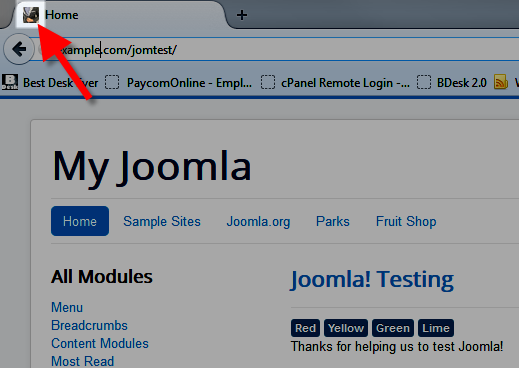 Home
+
example.com/jomtest/
Best Desk Ever PaycomOnline - Empl... cPanel Remote Login -... BDesk 2.0
My Joomla
Home Sample Sites Joomla.org Parks Fruit Shop
All Modules
Menu
Breadcrumbs
Content Modules
Most Read
Joomla! Testing
Red Yellow Green Lime
Thanks for helping us to test Joomla!